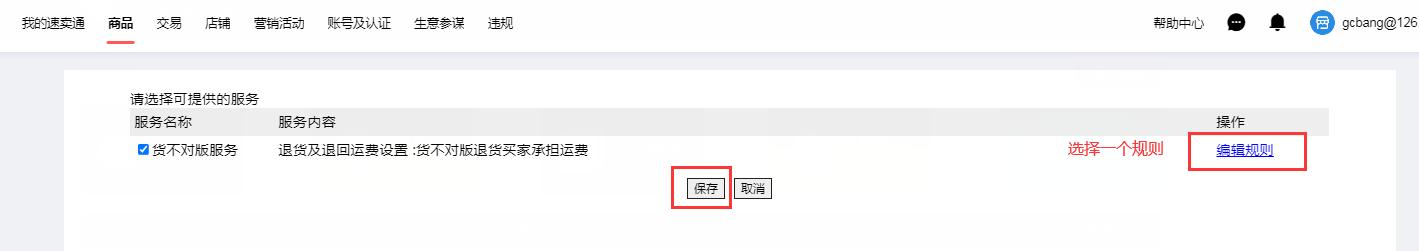 我的速卖通 商品 交易 店铺 营销活动 账号及认证 生意参谋 违规 帮助中心 gcbang@126.
请选择可提供的服务
服务名称 服务内容 操作
货不对版服务 退货及退回运费设置 :货不对版退货买家承担运费 选择一个规则 编辑规则
保存 取消